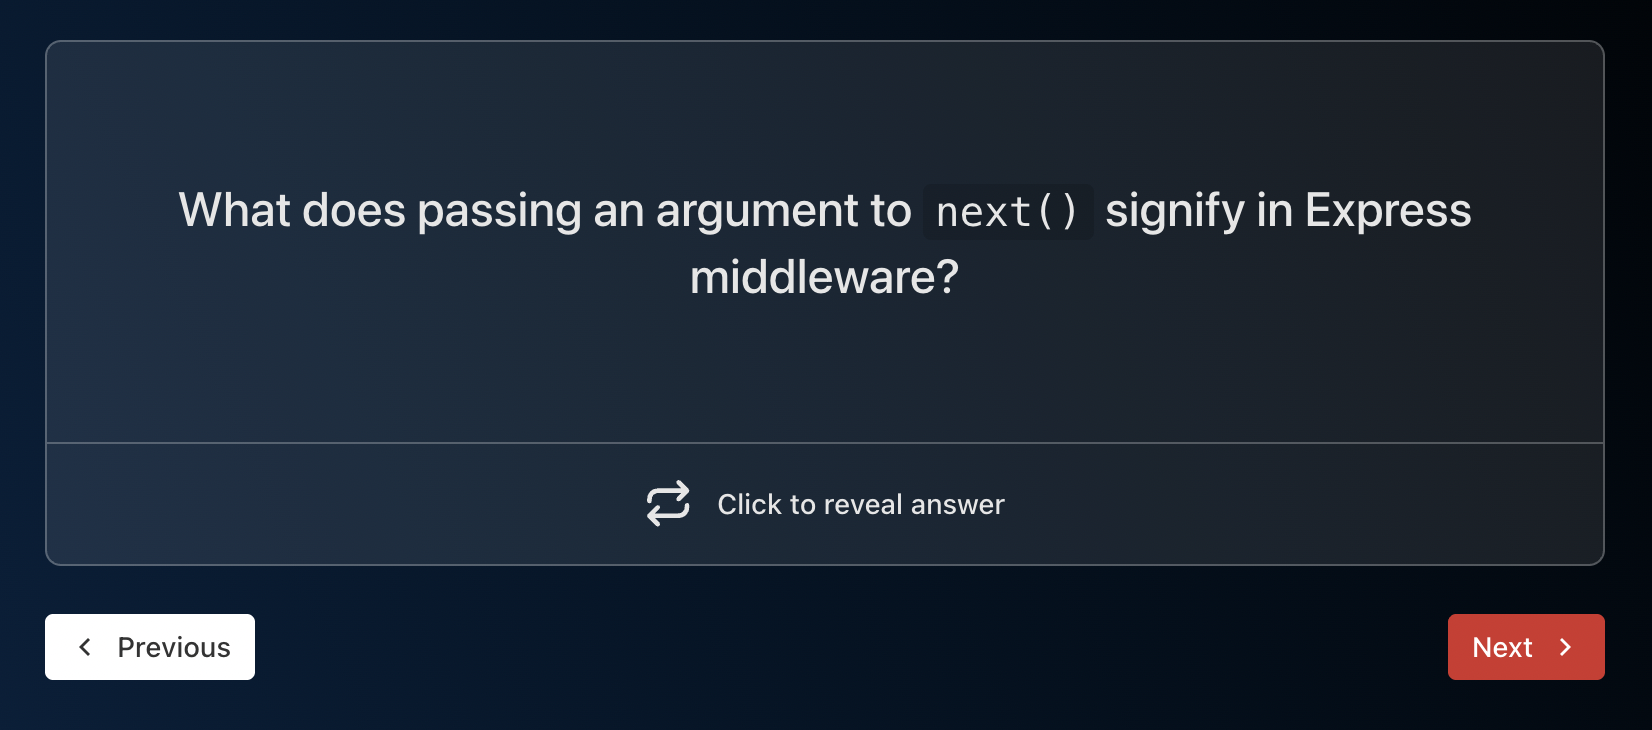 What does passing an argument to next() signify in Express
middleware?
Click to reveal answer
Previous
Next